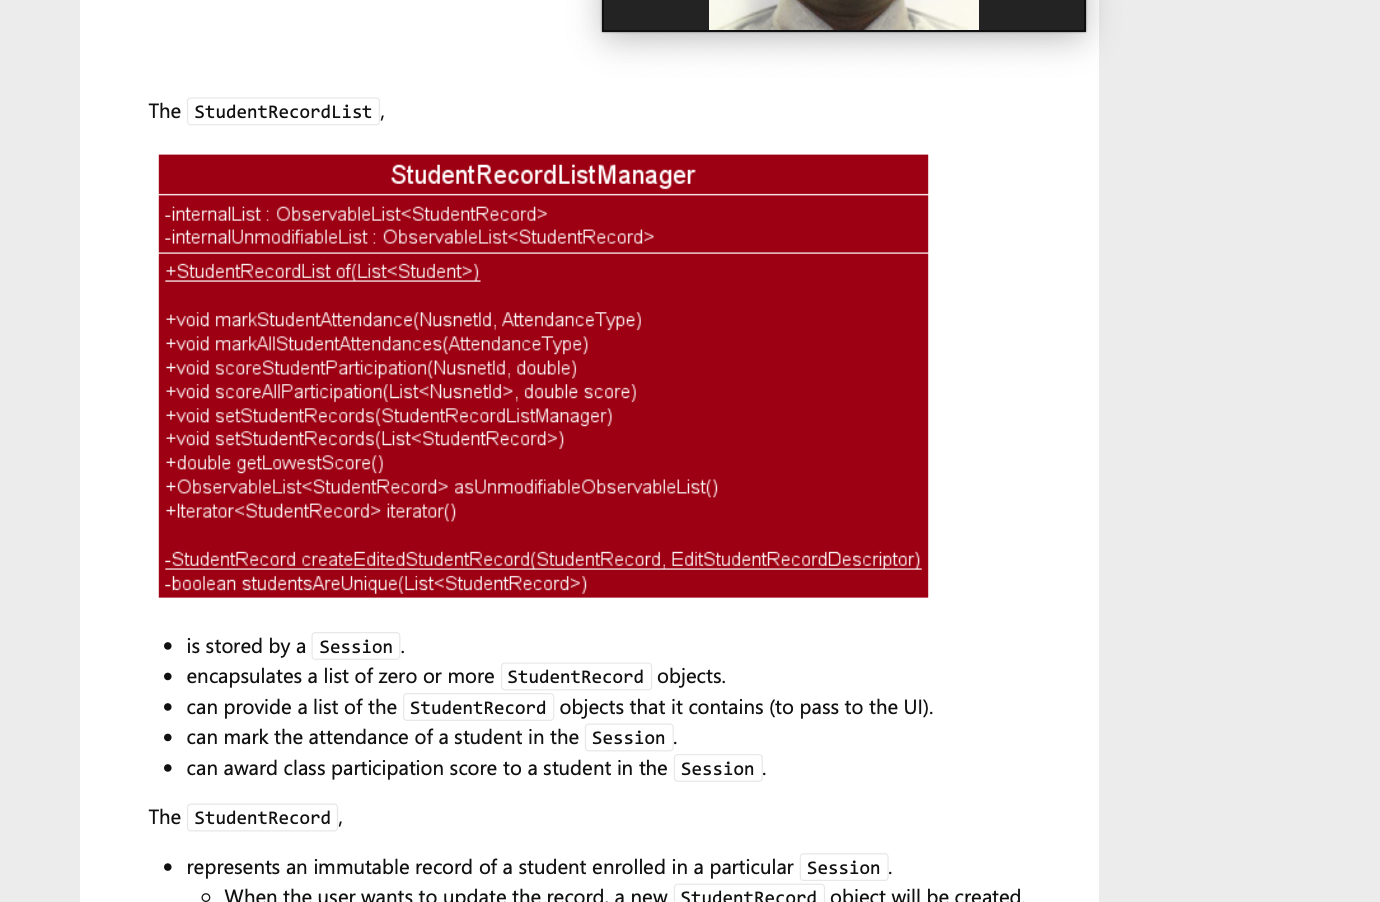 The StudentRecordList,
StudentRecordListManager
-internalList : ObservableList<StudentRecord>
-internalUnmodifiableList : ObservableList<StudentRecord>
+StudentRecordList of(List<Student>)
+void markStudentAttendance(NusnetId, AttendanceType)
+void markAllStudentAttendances(AttendanceType)
+void scoreStudentParticipation(NusnetId, double)
+void scoreAllParticipation(List<NusnetId>, double score)
+void setStudentRecords(StudentRecordListManager)
+void setStudentRecords(List<StudentRecord>)
+double getLowestScore()
+ObservableList<StudentRecord> asUnmodifiableObservableList()
+Iterator<StudentRecord> iterator()
-StudentRecord createEditedStudentRecord(StudentRecord, EditStudentRecordDescriptor)
-boolean studentsAreUnique(List<StudentRecord>)
• is stored by a Session.
• encapsulates a list of zero or more StudentRecord objects.
• can provide a list of the StudentRecord objects that it contains (to pass to the UI).
• can mark the attendance of a student in the Session.
• can award class participation score to a student in the Session.
The StudentRecord,
• represents an immutable record of a student enrolled in a particular Session.
○ When the user wants to update the record, a new StudentRecord object will be created.